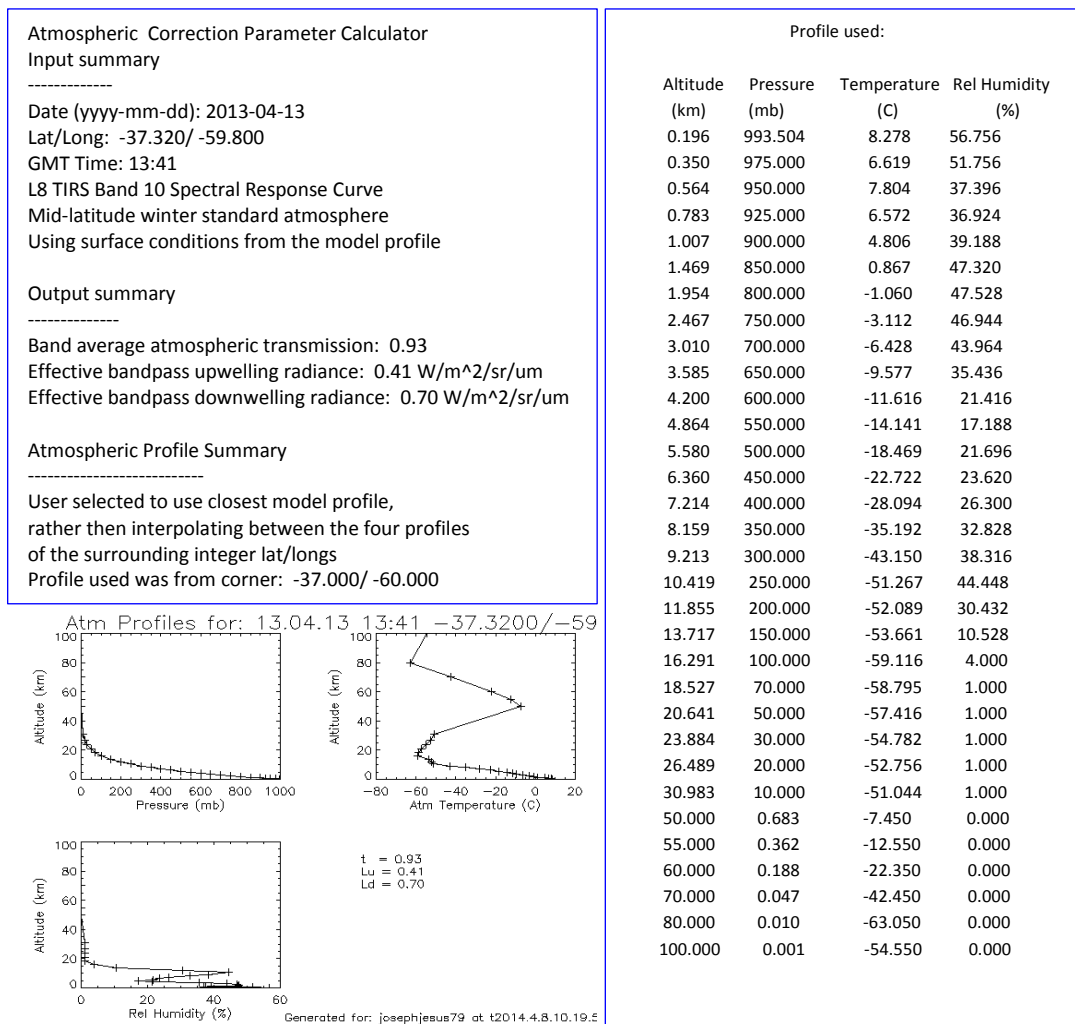 Atmospheric Correction Parameter Calculator
Input summary
-------------
Date (yyyy-mm-dd): 2013-04-13
Lat/Long: -37.320/ -59.800
GMT Time: 13:41
L8 TIRS Band 10 Spectral Response Curve
Mid-latitude winter standard atmosphere
Using surface conditions from the model profile
Output summary
--------------
Band average atmospheric transmission: 0.93
Effective bandpass upwelling radiance: 0.41 W/m^2/sr/um
Effective bandpass downwelling radiance: 0.70 W/m^2/sr/um
Atmospheric Profile Summary
---------------------------
User selected to use closest model profile,
rather then interpolating between the four profiles
of the surrounding integer lat/longs
Profile used was from corner: -37.000/ -60.000
Profile used:
Altitude Pressure Temperature Rel Humidity
(km) (mb) (C) (%)
0.196 993.504 8.278 56.756
0.350 975.000 6.619 51.756
0.564 950.000 7.804 37.396
0.783 925.000 6.572 36.924
1.007 900.000 4.806 39.188
1.469 850.000 0.867 47.320
1.954 800.000 -1.060 47.528
2.467 750.000 -3.112 46.944
3.010 700.000 -6.428 43.964
3.585 650.000 -9.577 35.436
4.200 600.000 -11.616 21.416
4.864 550.000 -14.141 17.188
5.580 500.000 -18.469 21.696
6.360 450.000 -22.722 23.620
7.214 400.000 -28.094 26.300
8.159 350.000 -35.192 32.828
9.213 300.000 -43.150 38.316
10.419 250.000 -51.267 44.448
11.855 200.000 -52.089 30.432
13.717 150.000 -53.661 10.528
16.291 100.000 -59.116 4.000
18.527 70.000 -58.795 1.000
20.641 50.000 -57.416 1.000
23.884 30.000 -54.782 1.000
26.489 20.000 -52.756 1.000
30.983 10.000 -51.044 1.000
50.000 0.683 -7.450 0.000
55.000 0.362 -12.550 0.000
60.000 0.188 -22.350 0.000
70.000 0.047 -42.450 0.000
80.000 0.010 -63.050 0.000
100.000 0.001 -54.550 0.000
Atm Profiles for: 13.04.13 13:41 -37.3200/-59
100
80
60
40
20
0
Altitude (km)
0 200 400 600 800 1000
Pressure (mb)
100
80
60
40
20
0
Altitude (km)
-80 -60 -40 -20 0 20
Atm Temperature (C)
100
80
60
40
20
0
Altitude (km)
0 20 40 60
Rel Humidity (%)
t = 0.93
Lu = 0.41
Ld = 0.70
Generated for: josephjesus79 at t2014.4.8.10.19.5